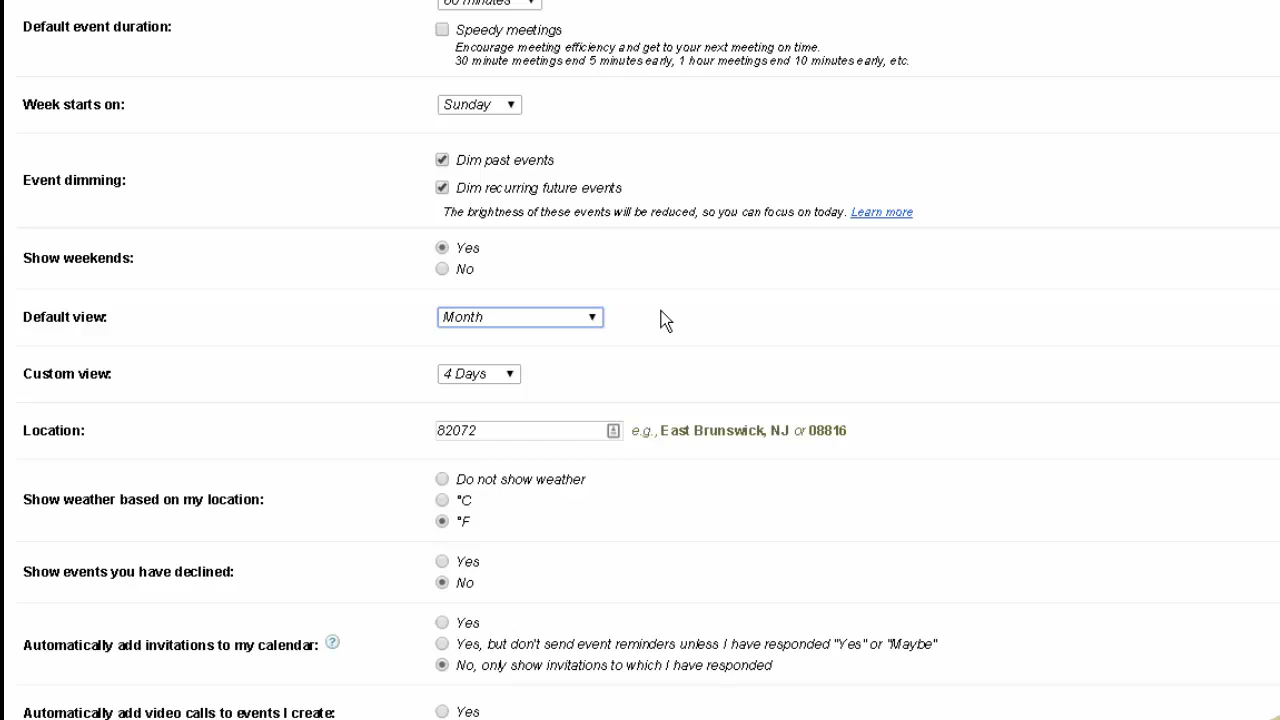 60 minutes
Default event duration:
Speedy meetings
Encourage meeting efficiency and get to your next meeting on time.
30 minute meetings end 5 minutes early, 1 hour meetings end 10 minutes early, etc.
Week starts on:
Sunday
Event dimming:
Dim past events
Dim recurring future events
The brightness of these events will be reduced, so you can focus on today. Learn more
Show weekends:
Yes
No
Default view:
Month
Custom view:
4 Days
Location:
82072
e.g., East Brunswick, NJ or 08816
Show weather based on my location:
Do not show weather
°C
°F
Show events you have declined:
Yes
No
Automatically add invitations to my calendar: ?
Yes
Yes, but don't send event reminders unless I have responded "Yes" or "Maybe"
No, only show invitations to which I have responded
Automatically add video calls to events I create:
Yes